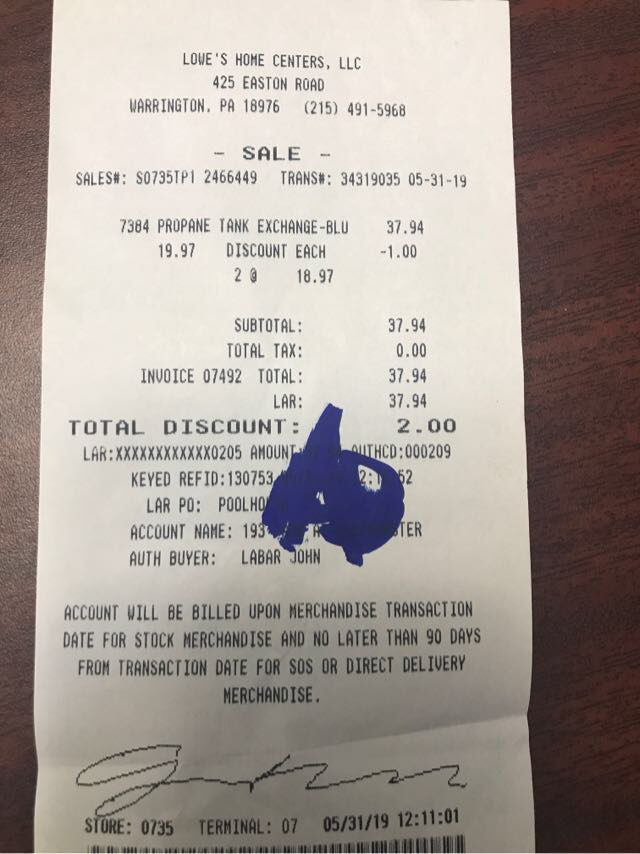 LOWE'S HOME CENTERS, LLC
425 EASTON ROAD
WARRINGTON, PA 18976 (215) 491-5968
- SALE -
SALES#: S0735TP1 2466449 TRANS#: 34319035 05-31-19
7384 PROPANE TANK EXCHANGE-BLU 37.94
19.97 DISCOUNT EACH -1.00
2 @ 18.97
SUBTOTAL: 37.94
TOTAL TAX: 0.00
INVOICE 07492 TOTAL: 37.94
LAR: 37.94
TOTAL DISCOUNT: 2.00
LAR:XXXXXXXXXXXX0205 AMOUNT AUTHCD:000209
KEYED REFID:130753
LAR PO:
ACCOUNT NAME:
AUTH BUYER: LABAR JOHN
ACCOUNT WILL BE BILLED UPON MERCHANDISE TRANSACTION
DATE FOR STOCK MERCHANDISE AND NO LATER THAN 90 DAYS
FROM TRANSACTION DATE FOR SOS OR DIRECT DELIVERY
MERCHANDISE.
STORE: 0735 TERMINAL: 07 05/31/19 12:11:01